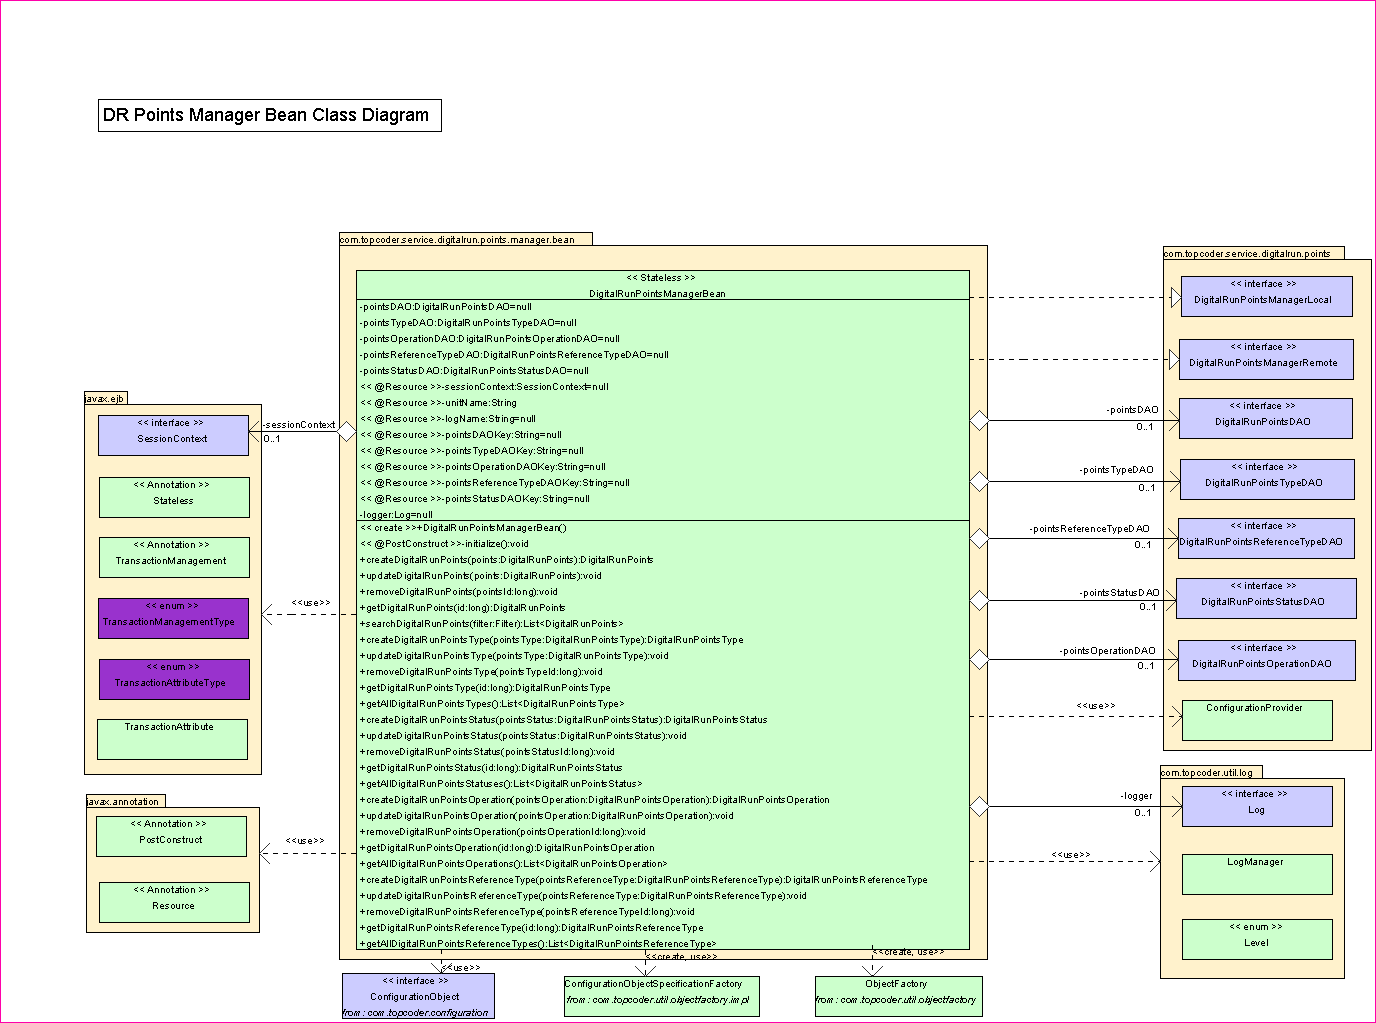 DR Points Manager Bean Class Diagram
com.topcoder.service.digitalrun.points.manager.bean
<< Stateless >>
DigitalRunPointsManagerBean
-pointsDAO:DigitalRunPointsDAO=null
-pointsTypeDAO:DigitalRunPointsTypeDAO=null
-pointsOperationDAO:DigitalRunPointsOperationDAO=null
-pointsReferenceTypeDAO:DigitalRunPointsReferenceTypeDAO=null
-pointsStatusDAO:DigitalRunPointsStatusDAO=null
<< @Resource >>-sessionContext:SessionContext=null
<< @Resource >>-unitName:String
<< @Resource >>-logName:String=null
<< @Resource >>-pointsDAOKey:String=null
<< @Resource >>-pointsTypeDAOKey:String=null
<< @Resource >>-pointsOperationDAOKey:String=null
<< @Resource >>-pointsReferenceTypeDAOKey:String=null
<< @Resource >>-pointsStatusDAOKey:String=null
-logger:Log=null
<< create >>+DigitalRunPointsManagerBean()
<< @PostConstruct >>-initialize():void
+createDigitalRunPoints(points:DigitalRunPoints):DigitalRunPoints
+updateDigitalRunPoints(points:DigitalRunPoints):void
+removeDigitalRunPoints(pointsId:long):void
+getDigitalRunPoints(id:long):DigitalRunPoints
+searchDigitalRunPoints(filter:Filter):List<DigitalRunPoints>
+createDigitalRunPointsType(pointsType:DigitalRunPointsType):DigitalRunPointsType
+updateDigitalRunPointsType(pointsType:DigitalRunPointsType):void
+removeDigitalRunPointsType(pointsTypeId:long):void
+getDigitalRunPointsType(id:long):DigitalRunPointsType
+getAllDigitalRunPointsTypes():List<DigitalRunPointsType>
+createDigitalRunPointsStatus(pointsStatus:DigitalRunPointsStatus):DigitalRunPointsStatus
+updateDigitalRunPointsStatus(pointsStatus:DigitalRunPointsStatus):void
+removeDigitalRunPointsStatus(pointsStatusId:long):void
+getDigitalRunPointsStatus(id:long):DigitalRunPointsStatus
+getAllDigitalRunPointsStatuses():List<DigitalRunPointsStatus>
+createDigitalRunPointsOperation(pointsOperation:DigitalRunPointsOperation):DigitalRunPointsOperation
+updateDigitalRunPointsOperation(pointsOperation:DigitalRunPointsOperation):void
+removeDigitalRunPointsOperation(pointsOperationId:long):void
+getDigitalRunPointsOperation(id:long):DigitalRunPointsOperation
+getAllDigitalRunPointsOperations():List<DigitalRunPointsOperation>
+createDigitalRunPointsReferenceType(pointsReferenceType:DigitalRunPointsReferenceType):DigitalRunPointsReferenceType
+updateDigitalRunPointsReferenceType(pointsReferenceType:DigitalRunPointsReferenceType):void
+removeDigitalRunPointsReferenceType(pointsReferenceTypeId:long):void
+getDigitalRunPointsReferenceType(id:long):DigitalRunPointsReferenceType
+getAllDigitalRunPointsReferenceTypes():List<DigitalRunPointsReferenceType>
javax.ejb
<< interface >>
SessionContext
-sessionContext
0..1
<< Annotation >>
Stateless
<< Annotation >>
TransactionManagement
<< enum >>
TransactionManagementType
<<use>>
<< enum >>
TransactionAttributeType
TransactionAttribute
javax.annotation
<< Annotation >>
PostConstruct
<<use>>
<< Annotation >>
Resource
com.topcoder.service.digitalrun.points
<< interface >>
DigitalRunPointsManagerLocal
<< interface >>
DigitalRunPointsManagerRemote
-pointsDAO
0..1
<< interface >>
DigitalRunPointsDAO
-pointsTypeDAO
0..1
<< interface >>
DigitalRunPointsTypeDAO
-pointsReferenceTypeDAO
0..1
<< interface >>
DigitalRunPointsReferenceTypeDAO
-pointsStatusDAO
0..1
<< interface >>
DigitalRunPointsStatusDAO
-pointsOperationDAO
0..1
<< interface >>
DigitalRunPointsOperationDAO
<<use>>
ConfigurationProvider
com.topcoder.util.log
-logger
0..1
<< interface >>
Log
<<use>>
LogManager
<< enum >>
Level
<<use>>
<< interface >>
ConfigurationObject
from : com.topcoder.configuration
<<create, use>>
ConfigurationObjectSpecificationFactory
from : com.topcoder.util.objectfactory.impl
<<create, use>>
ObjectFactory
from : com.topcoder.util.objectfactory